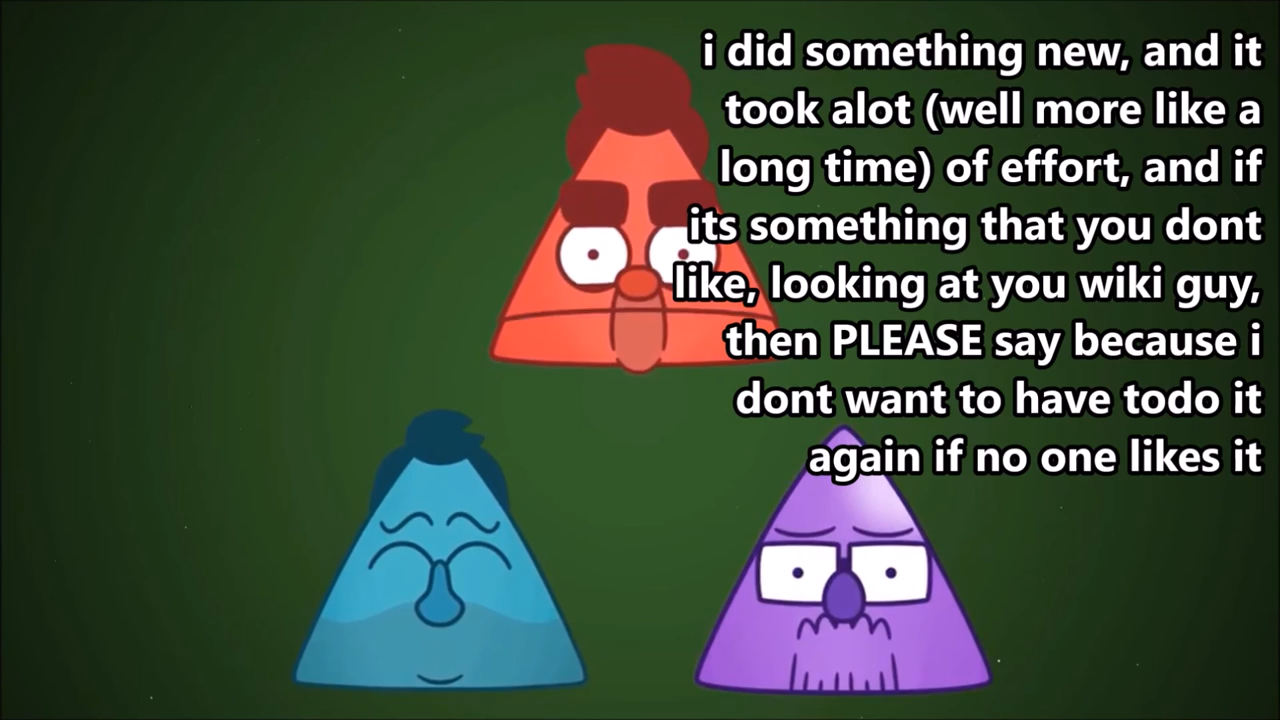 i did something new, and it
took alot (well more like a
long time) of effort, and if
its something that you dont
like, looking at you wiki guy,
then PLEASE say because i
dont want to have todo it
again if no one likes it